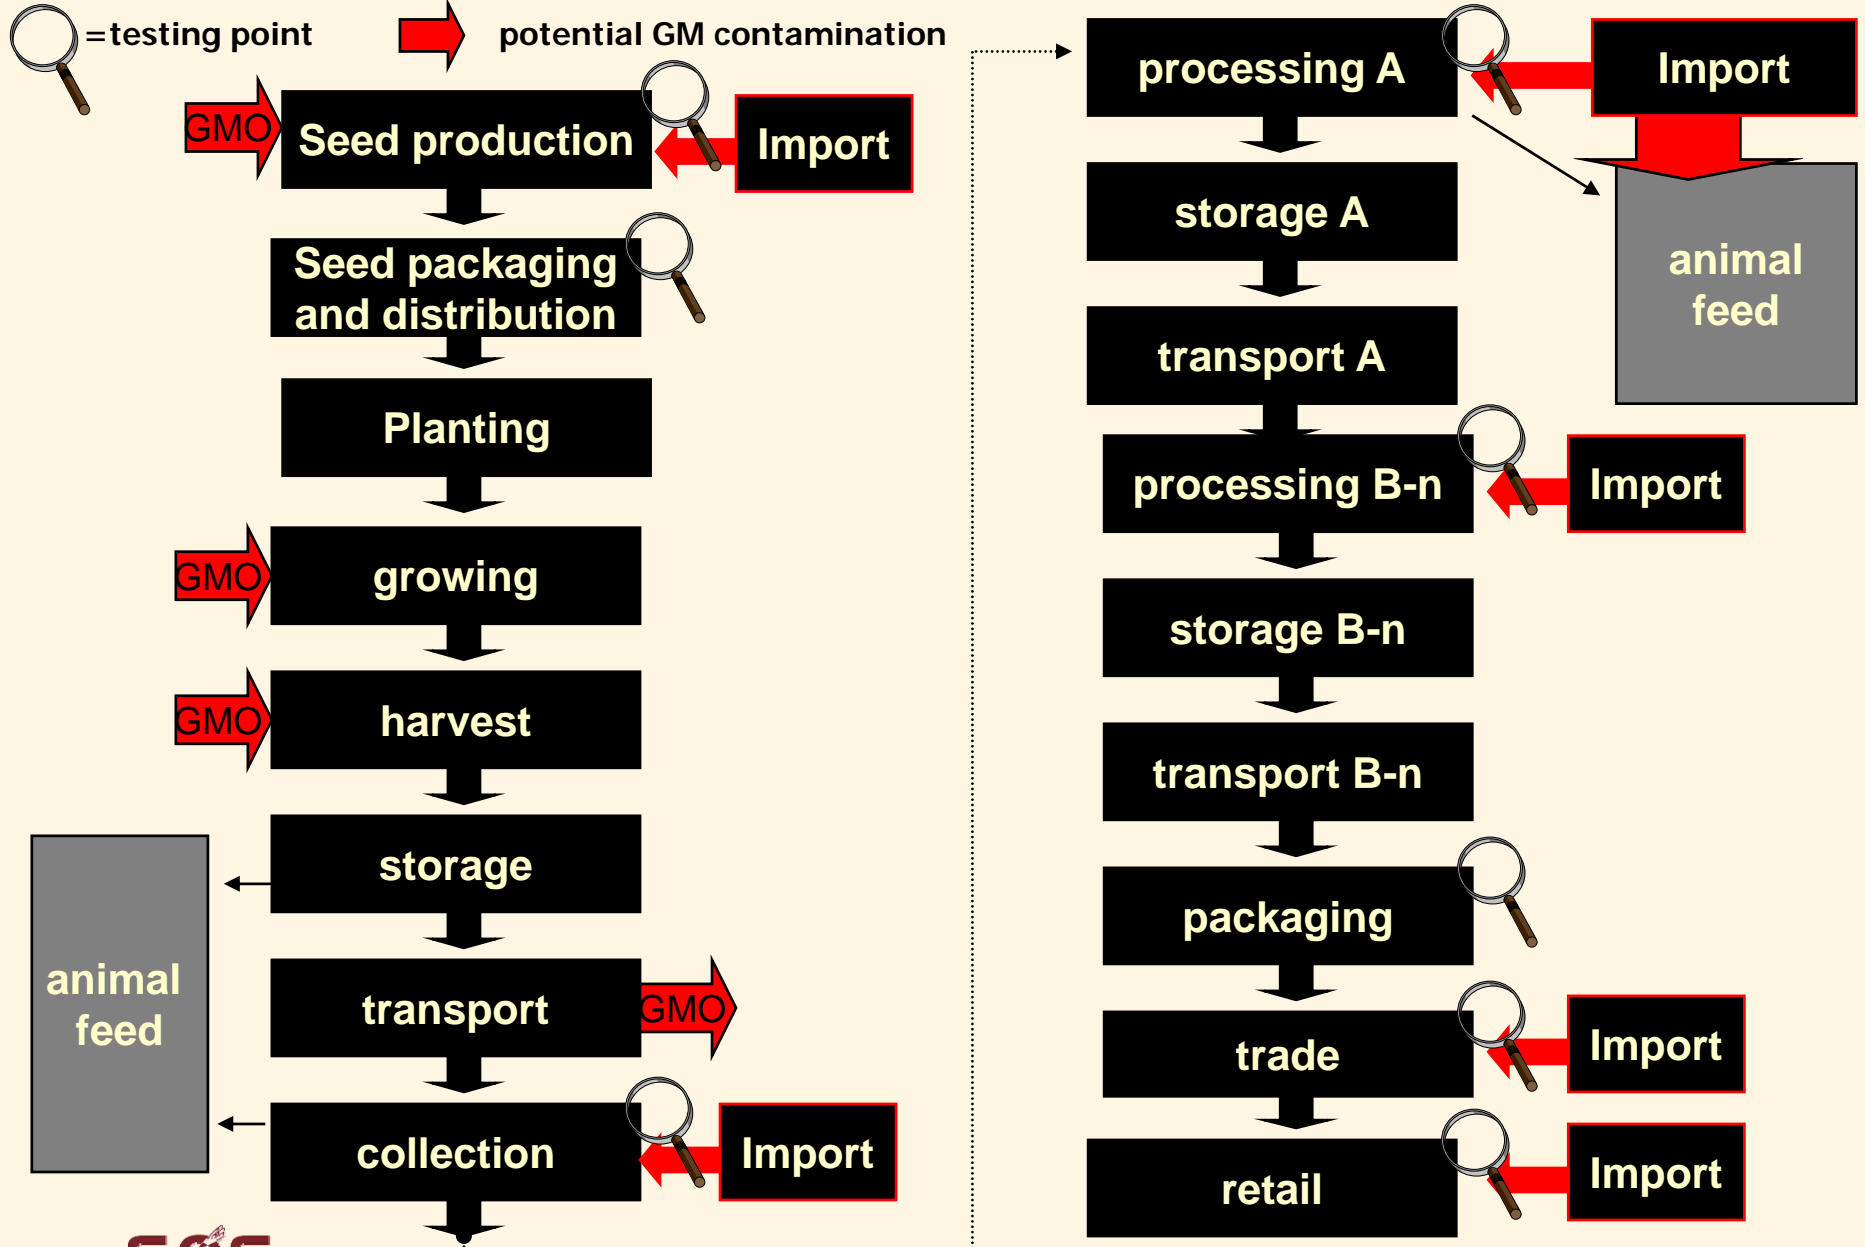 =testing point
potential GM contamination
GMO
Seed production
Import
Seed packaging
and distribution
Planting
GMO
growing
GMO
harvest
storage
animal
feed
transport
GMO
collection
Import
processing A
Import
storage A
animal
feed
transport A
processing B-n
Import
storage B-n
transport B-n
packaging
trade
Import
retail
Import